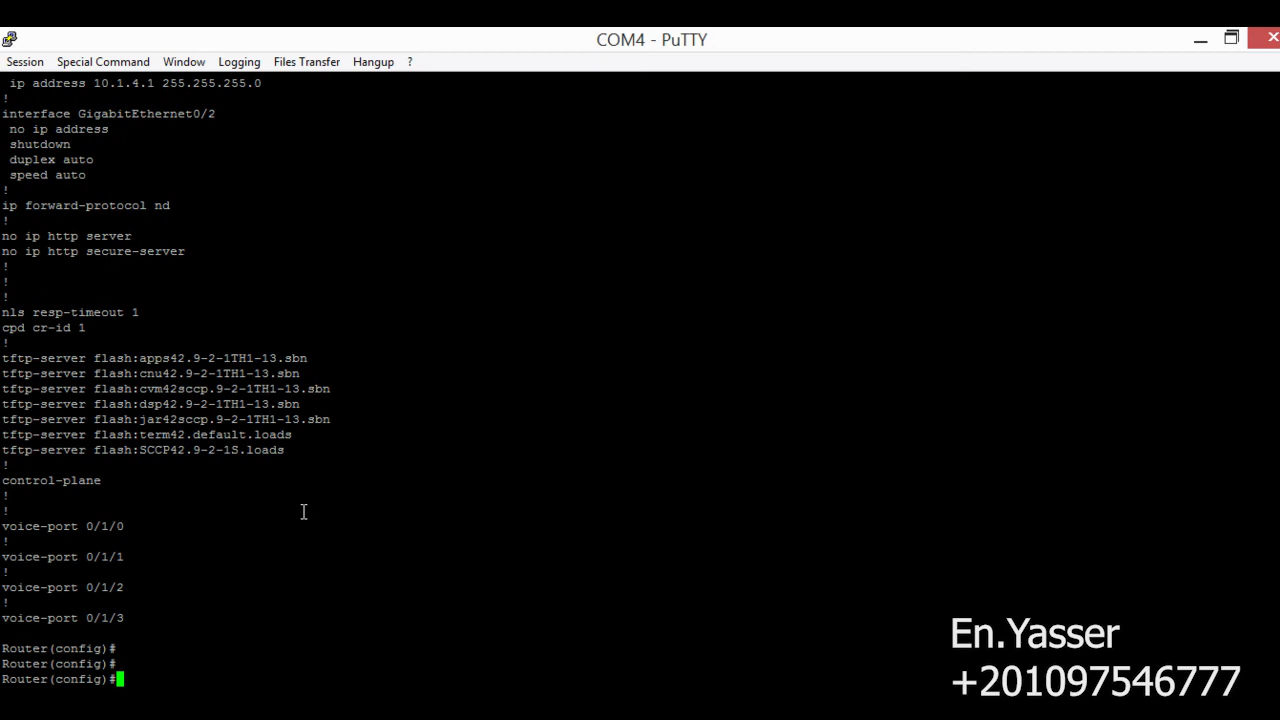 COM4 - PuTTY
Session Special Command Window Logging Files Transfer Hangup ?
ip address 10.1.4.1 255.255.255.0
!
interface GigabitEthernet0/2
no ip address
shutdown
duplex auto
speed auto
!
ip forward-protocol nd
!
no ip http server
no ip http secure-server
!
!
!
nls resp-timeout 1
cpd cr-id 1
!
tftp-server flash:apps42.9-2-1TH1-13.sbn
tftp-server flash:cnu42.9-2-1TH1-13.sbn
tftp-server flash:cvm42sccp.9-2-1TH1-13.sbn
tftp-server flash:dsp42.9-2-1TH1-13.sbn
tftp-server flash:jar42sccp.9-2-1TH1-13.sbn
tftp-server flash:term42.default.loads
tftp-server flash:SCCP42.9-2-1S.loads
!
control-plane
!
!
voice-port 0/1/0
!
voice-port 0/1/1
!
voice-port 0/1/2
!
voice-port 0/1/3
Router(config)#
Router(config)#
Router(config)#
En.Yasser
+201097546777